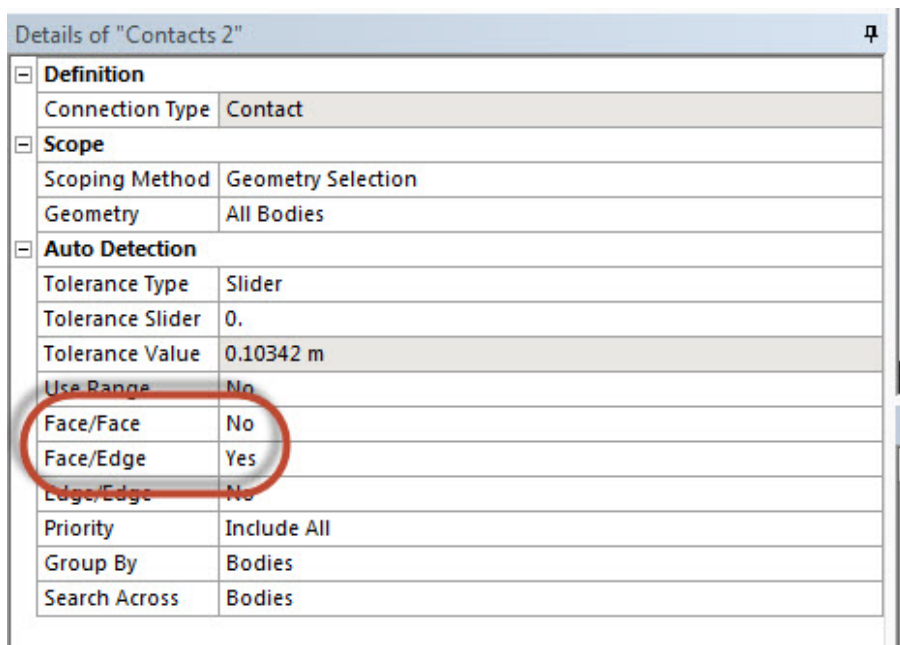 Details of "Contacts 2"
Definition
Connection Type Contact
Scope
Scoping Method Geometry Selection
Geometry All Bodies
Auto Detection
Tolerance Type Slider
Tolerance Slider 0.
Tolerance Value 0.10342 m
Use Range No
Face/Face No
Face/Edge Yes
Edge/Edge No
Priority Include All
Group By Bodies
Search Across Bodies